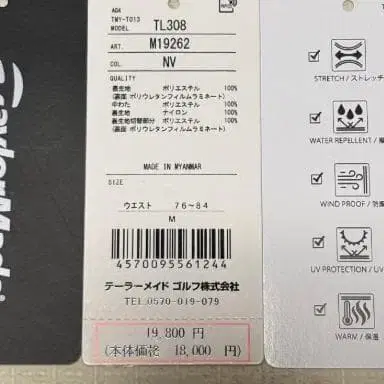 TaylorMade
A04
TMY-T013
MODEL TL308
ART. M19262
COL. NV
QUALITY
表生地 ポリエステル 100%
(裏面 ポリウレタンフィルムラミネート)
中わた ポリエステル 100%
裏生地 ナイロン 100%
表生地切替部分 ポリエステル 100%
(裏面 ポリウレタンフィルムラミネート)
MADE IN MYANMAR
SIZE
ウエスト 76~84
M
4570095561244
テーラーメイド ゴルフ株式会社
TEL.0570-019-079
19,800 円
(本体価格 18,000 円)
STRETCH / ストレッチ
WATER REPELLENT /
WIND PROOF / 防風
UV PROTECTION / UV
WARM / 保温